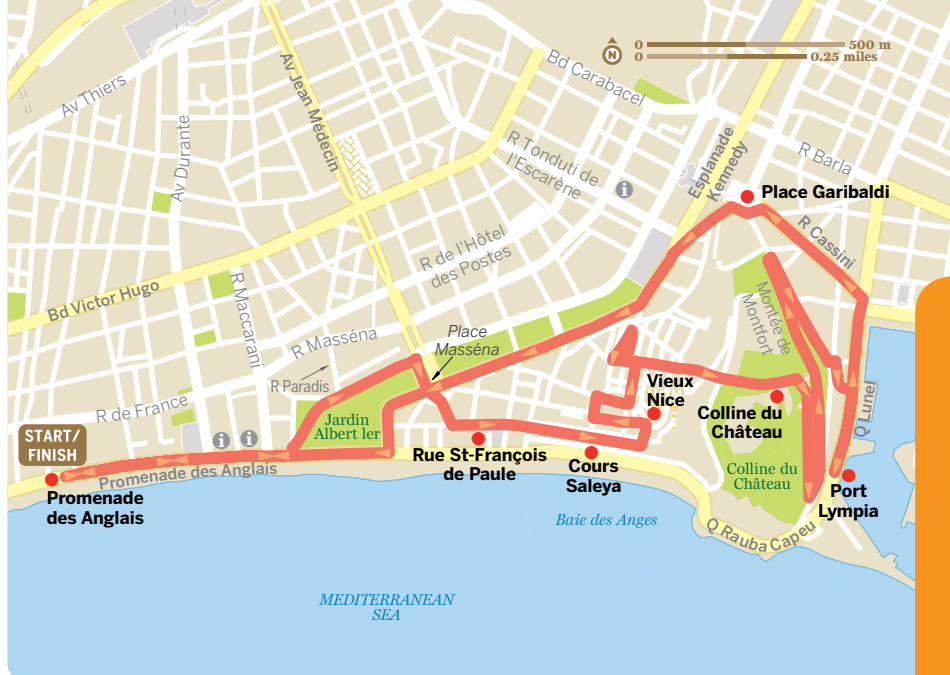 0
500 m
N
0
0.25 miles
Bd Carabacel
Av Thiers
Av Jean Médecin
Av Durante
R Tonduti de
l'Escarène
i
Esplanade
Kennedy
R Barla
Place Garibaldi
R Cassini
R de l'Hôtel
des Postes
Bd Victor Hugo
R Maccarani
Montée de
Montfort
R Masséna
Place
Masséna
R Paradis
Vieux
Nice
R de France
Jardin
Albert Ier
Colline du
Château
Q Lunel
START/
FINISH
i
i
Rue St-François
de Paule
Cours
Saleya
Colline du
Château
Promenade des Anglais
Promenade
des Anglais
Port
Lympia
Baie des Anges
Q Rauba Capeu
MEDITERRANEAN
SEA